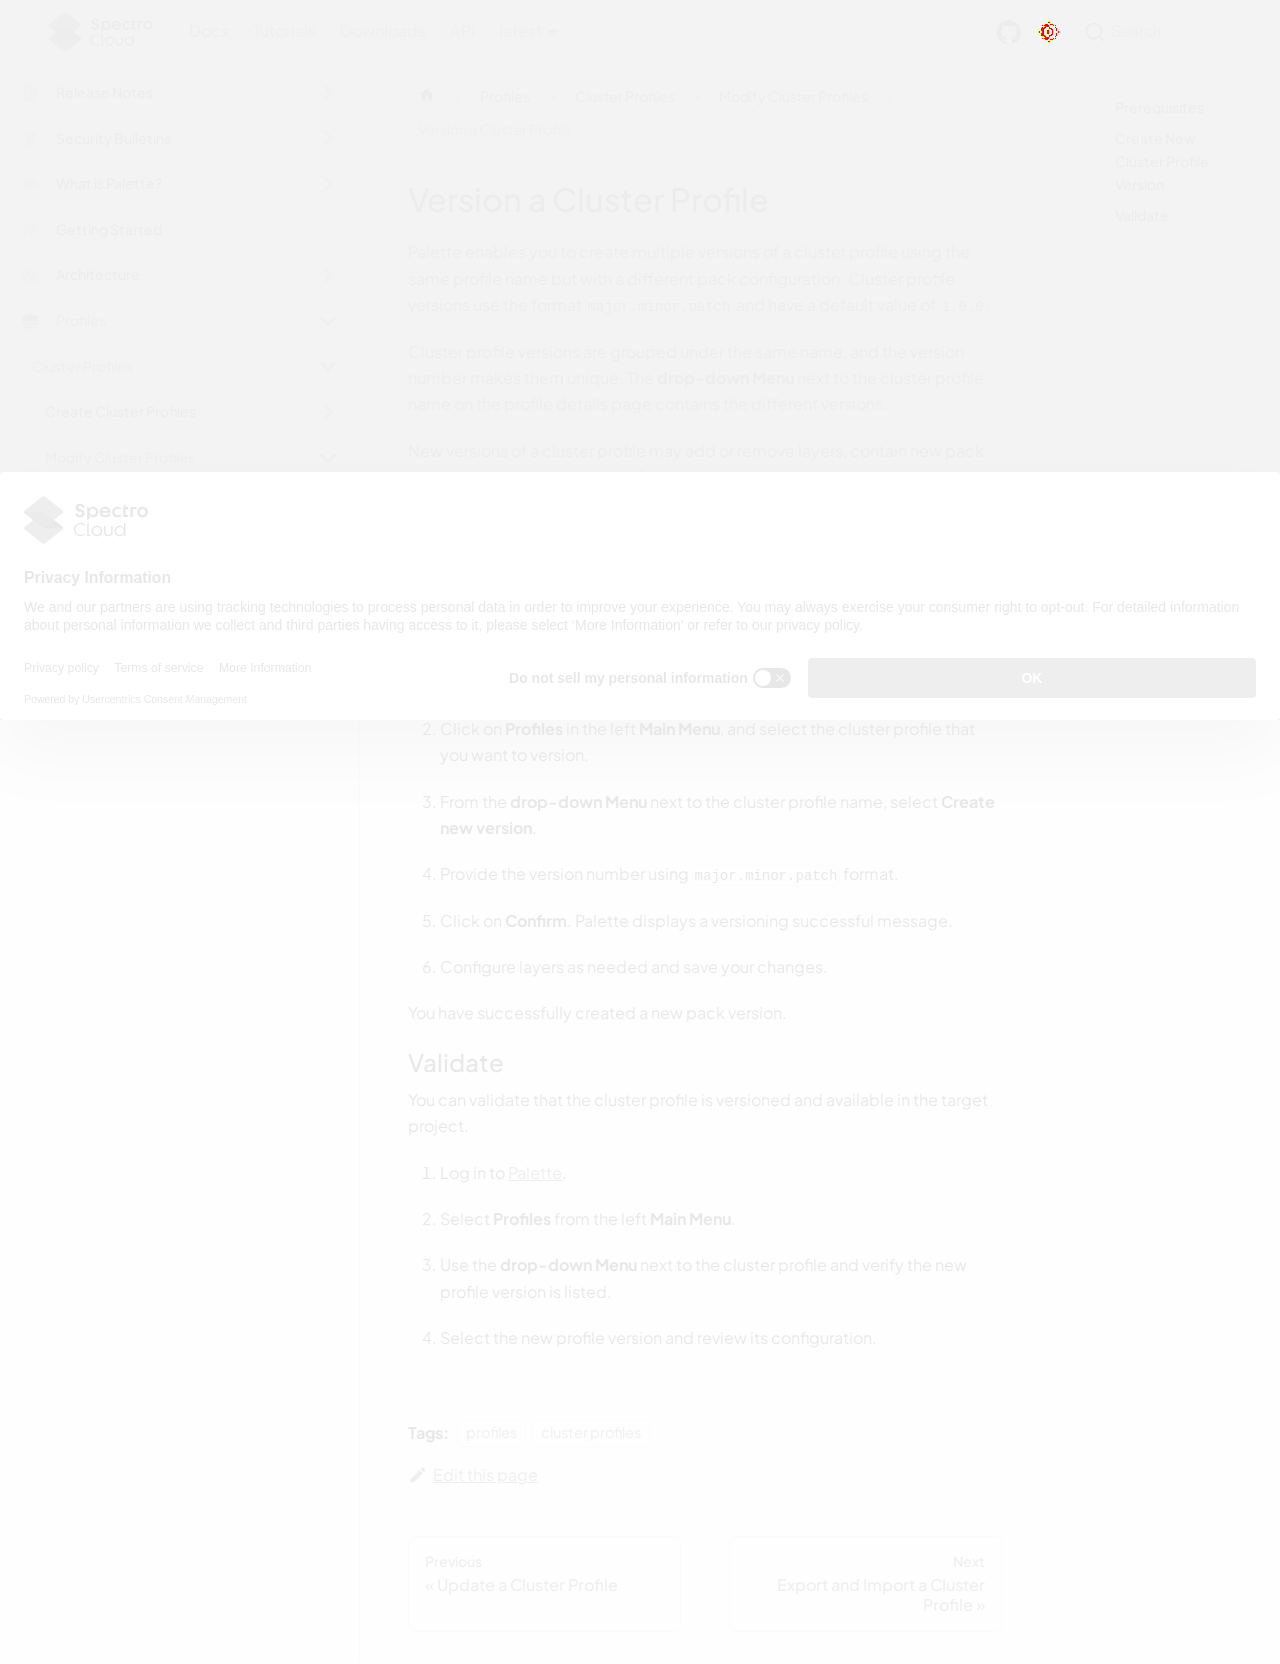 Spectro
Cloud
Docs Tutorials Downloads API latest
Search
Release Notes
Security Bulletins
What is Palette?
Getting Started
Architecture
Profiles
Cluster Profiles
Create Cluster Profiles
Modify Cluster Profiles
Profiles
Cluster Profiles
Modify Cluster Profiles
Version a Cluster Profile
Prerequisites
Create New
Cluster Profile
Version
Validate
Version a Cluster Profile
Palette enables you to create multiple versions of a cluster profile using the
same profile name but with a different pack configuration. Cluster profile
versions use the format major.minor.patch and have a default value of 1.0.0
Cluster profile versions are grouped under the same name, and the version
number makes them unique. The drop-down Menu next to the cluster profile
name on the profile details page contains the different versions.
New versions of a cluster profile may add or remove layers, contain new pack
Spectro
Cloud
Privacy Information
We and our partners are using tracking technologies to process personal data in order to improve your experience. You may always exercise your consumer right to opt-out. For detailed information
about personal information we collect and third parties having access to it, please select 'More Information' or refer to our privacy policy.
Privacy policy Terms of service More Information
Powered by Usercentrics Consent Management
Do not sell my personal information
OK
2. Click on Profiles in the left Main Menu, and select the cluster profile that
you want to version.
3. From the drop-down Menu next to the cluster profile name, select Create
new version.
4. Provide the version number using major.minor.patch format.
5. Click on Confirm. Palette displays a versioning successful message.
6. Configure layers as needed and save your changes.
You have successfully created a new pack version.
Validate
You can validate that the cluster profile is versioned and available in the target
project.
1. Log in to Palette.
2. Select Profiles from the left Main Menu.
3. Use the drop-down Menu next to the cluster profile and verify the new
profile version is listed.
4. Select the new profile version and review its configuration.
Tags: profiles cluster profiles
Edit this page
Previous
« Update a Cluster Profile
Next
Export and Import a Cluster
Profile »